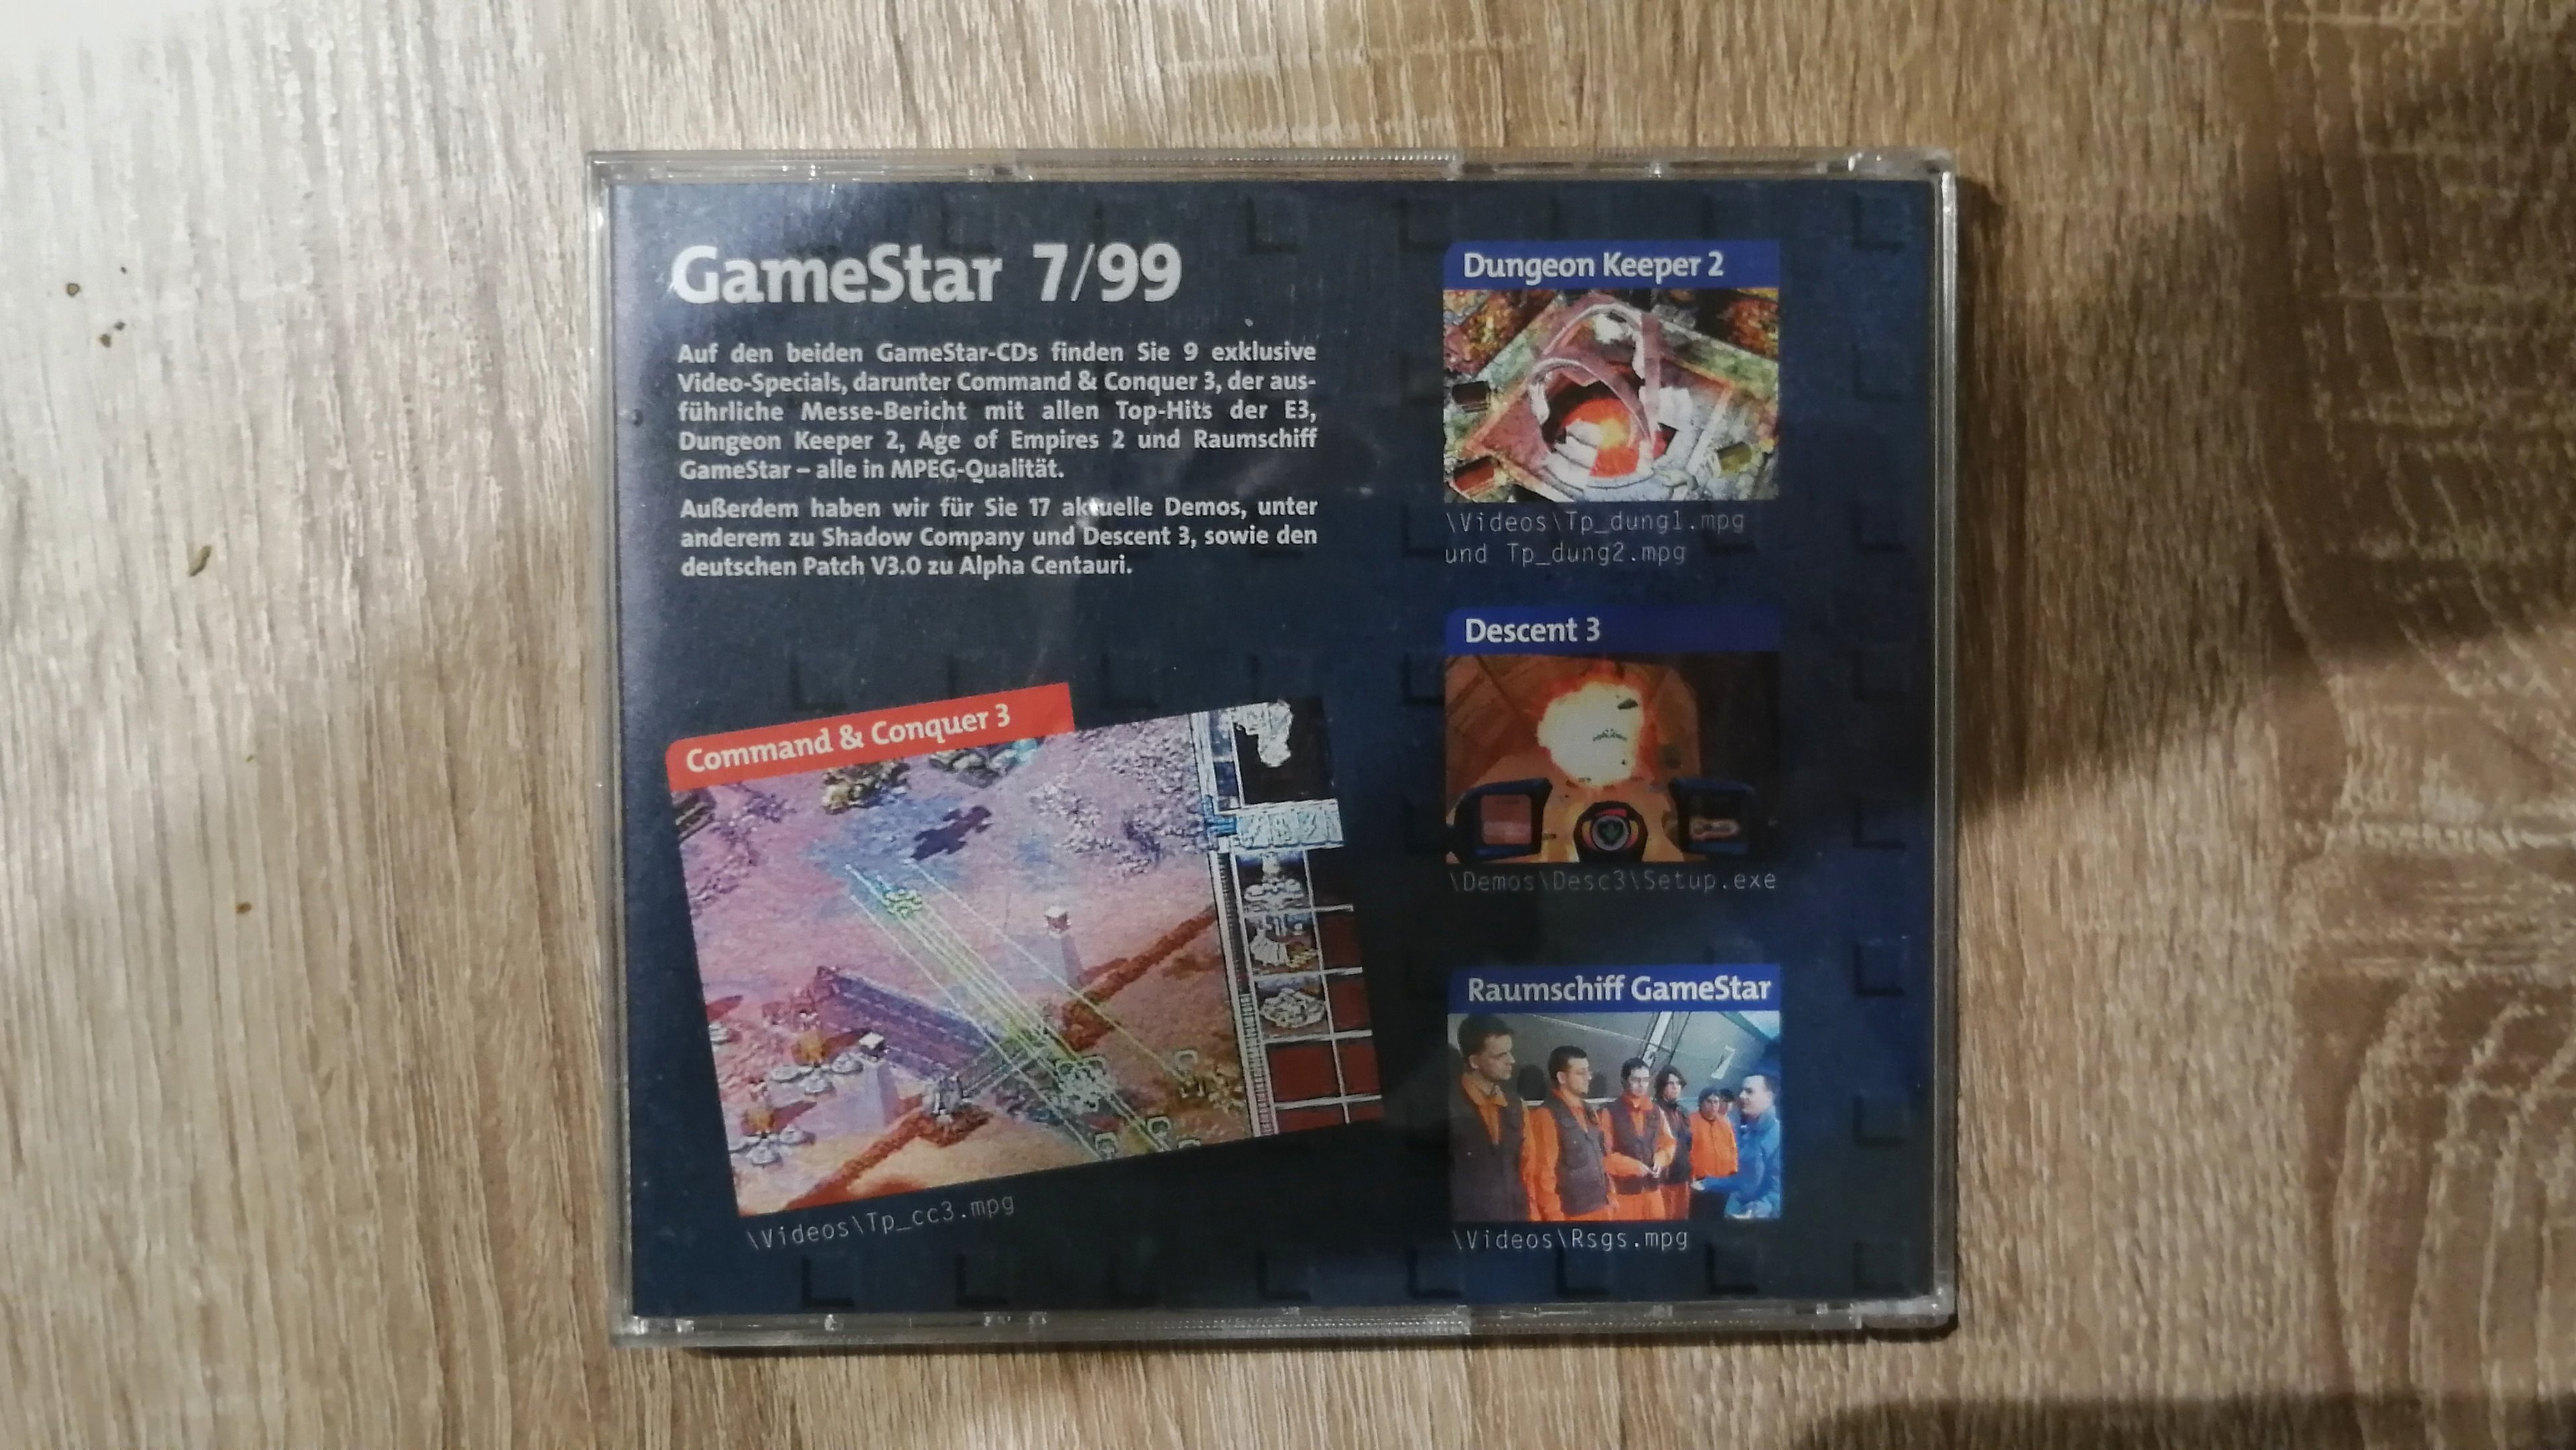 GameStar 7/99
Auf den beiden GameStar-CDs finden Sie 9 exklusive
Video-Specials, darunter Command & Conquer 3, der aus-
führliche Messe-Bericht mit allen Top-Hits der E3,
Dungeon Keeper 2, Age of Empires 2 und Raumschiff
GameStar – alle in MPEG-Qualität.
Außerdem haben wir für Sie 17 aktuelle Demos, unter
anderem zu Shadow Company und Descent 3, sowie den
deutschen Patch V3.0 zu Alpha Centauri.
Command & Conquer 3
\Videos\Tp_cc3.mpg
Dungeon Keeper 2
\Videos\Tp_dung1.mpg
und Tp_dung2.mpg
Descent 3
\Demos\Desc3\Setup.exe
Raumschiff GameStar
\Videos\Rsgs.mpg